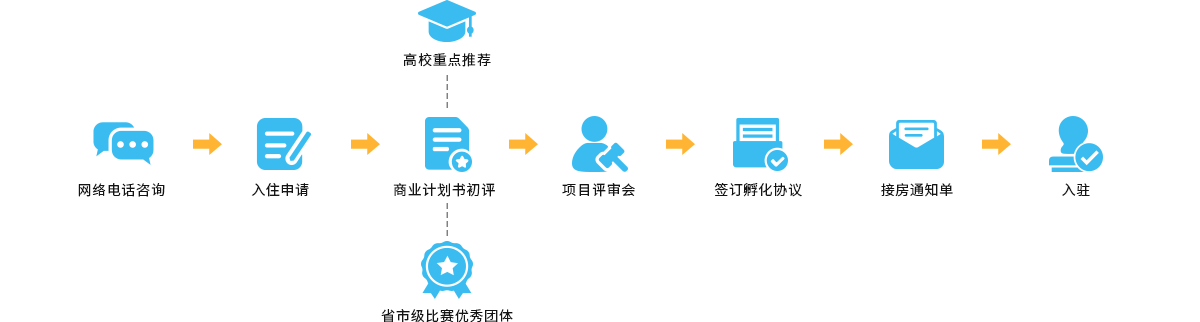 高校重点推荐
网络电话咨询
入住申请
商业计划书初评
项目评审会
签订孵化协议
接房通知单
入驻
省市级比赛优秀团体